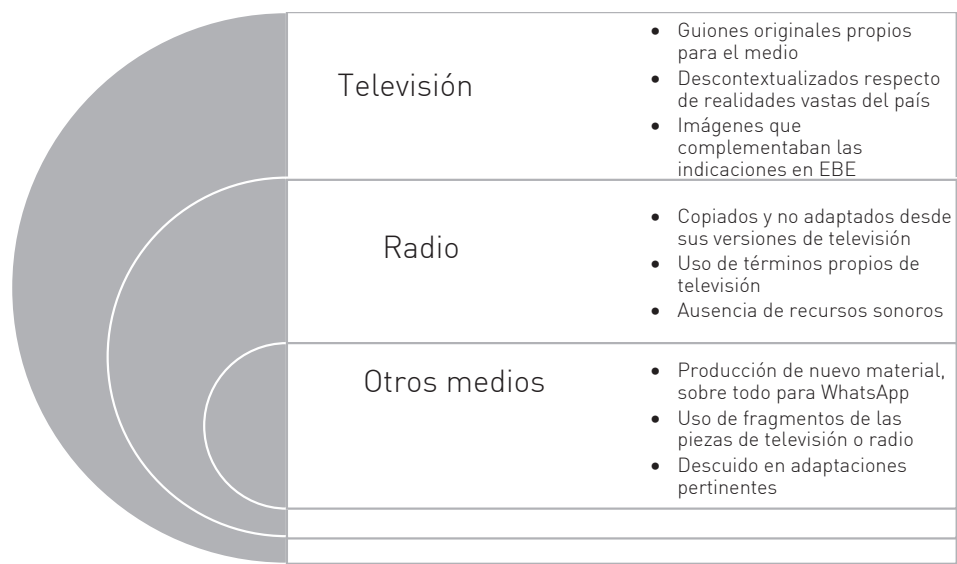 Televisión
• Guiones originales propios
para el medio
• Descontextualizados respecto
de realidades vastas del país
• Imágenes que
complementaban las
indicaciones en EBE
Radio
• Copiados y no adaptados desde
sus versiones de televisión
• Uso de términos propios de
televisión
• Ausencia de recursos sonoros
Otros medios
• Producción de nuevo material,
sobre todo para WhatsApp
• Uso de fragmentos de las
piezas de televisión o radio
• Descuido en adaptaciones
pertinentes